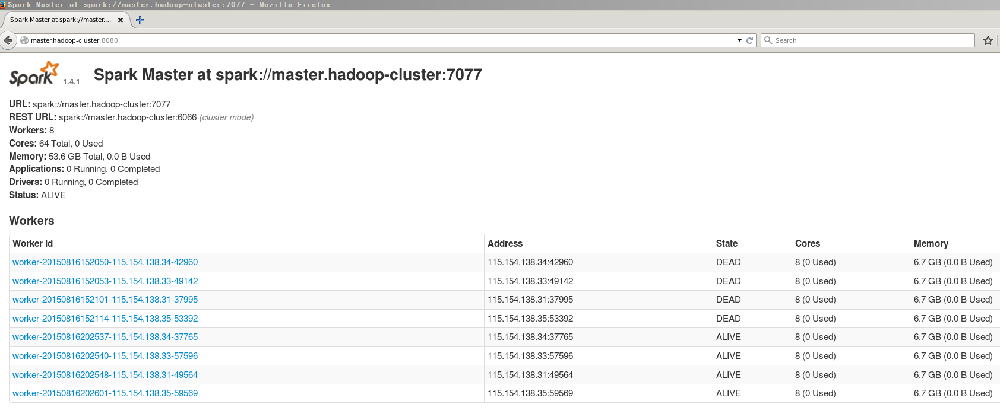 Spark Master at spark://master.hadoop-cluster:7077 - Mozilla Firefox
Spark Master at spark://master....
master.hadoop-cluster:8080
Search
Spark 1.4.1 Spark Master at spark://master.hadoop-cluster:7077
URL: spark://master.hadoop-cluster:7077
REST URL: spark://master.hadoop-cluster:6066 (cluster mode)
Workers: 8
Cores: 64 Total, 0 Used
Memory: 53.6 GB Total, 0.0 B Used
Applications: 0 Running, 0 Completed
Drivers: 0 Running, 0 Completed
Status: ALIVE
Workers
Worker Id Address State Cores Memory
worker-20150816152050-115.154.138.34-42960 115.154.138.34:42960 DEAD 8 (0 Used) 6.7 GB (0.0 B Used)
worker-20150816152053-115.154.138.33-49142 115.154.138.33:49142 DEAD 8 (0 Used) 6.7 GB (0.0 B Used)
worker-20150816152101-115.154.138.31-37995 115.154.138.31:37995 DEAD 8 (0 Used) 6.7 GB (0.0 B Used)
worker-20150816152114-115.154.138.35-53392 115.154.138.35:53392 DEAD 8 (0 Used) 6.7 GB (0.0 B Used)
worker-20150816202537-115.154.138.34-37765 115.154.138.34:37765 ALIVE 8 (0 Used) 6.7 GB (0.0 B Used)
worker-20150816202540-115.154.138.33-57596 115.154.138.33:57596 ALIVE 8 (0 Used) 6.7 GB (0.0 B Used)
worker-20150816202548-115.154.138.31-49564 115.154.138.31:49564 ALIVE 8 (0 Used) 6.7 GB (0.0 B Used)
worker-20150816202601-115.154.138.35-59569 115.154.138.35:59569 ALIVE 8 (0 Used) 6.7 GB (0.0 B Used)